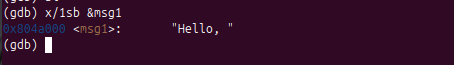 (gdb) x/1sb &msg1
0x804a000 <msg1>:	"Hello, "
(gdb)